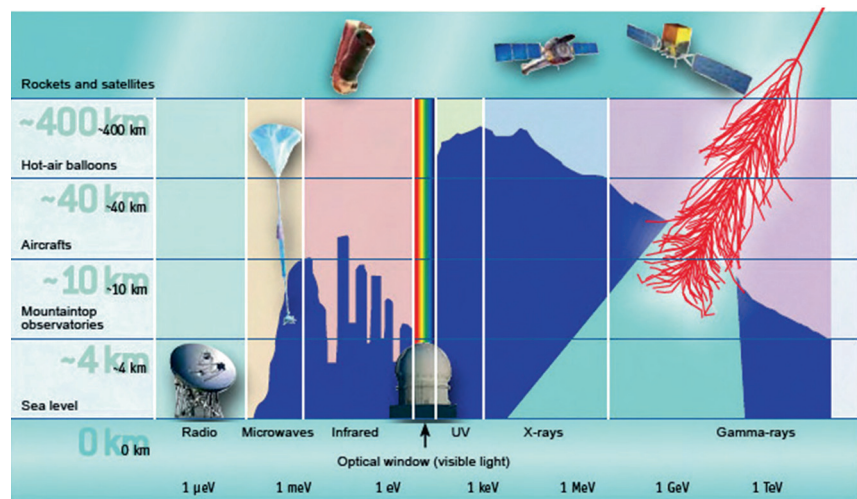 Rockets and satellites
~400 km
~400 km
Hot-air balloons
~40 km
~40 km
Aircrafts
~10 km
~10 km
Mountaintop
observatories
~4 km
~4 km
Sea level
0 km
0 km
Radio Microwaves Infrared UV X-rays Gamma-rays
Optical window (visible light)
1 µeV 1 meV 1 eV 1 keV 1 MeV 1 GeV 1 TeV